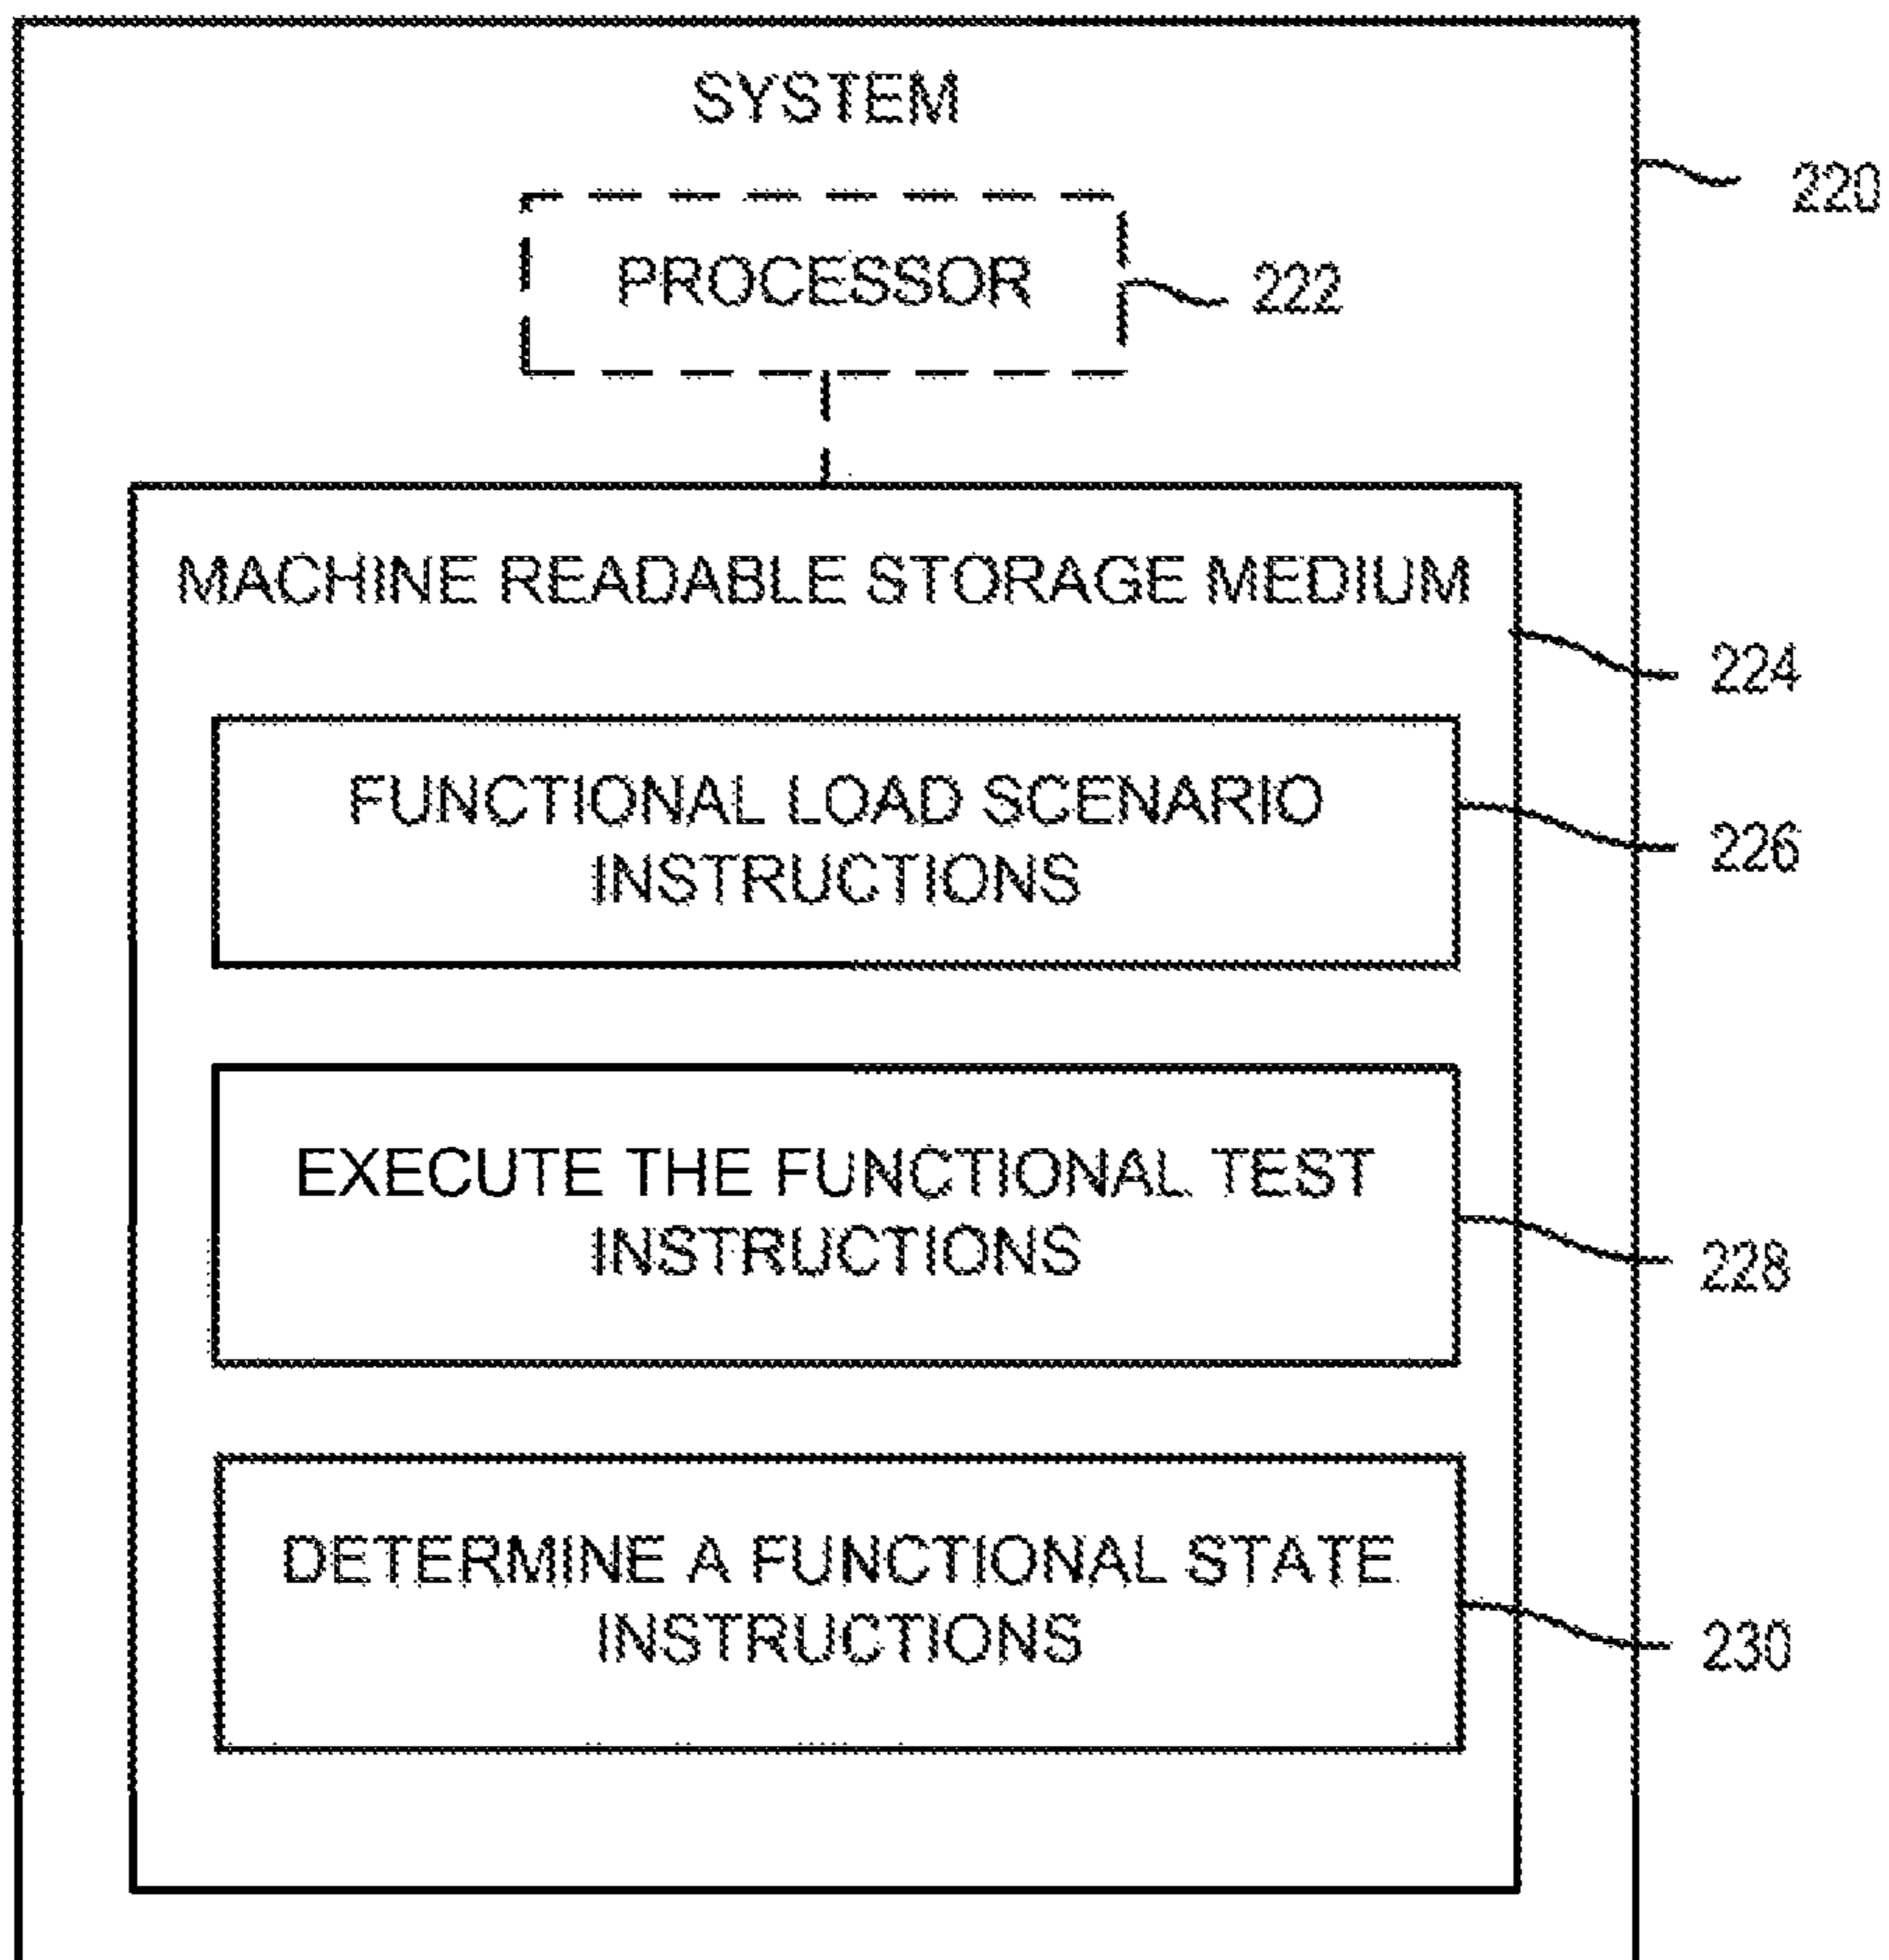 SYSTEM
220
PROCESSOR
222
MACHINE READABLE STORAGE MEDIUM
224
FUNCTIONAL LOAD SCENARIO
INSTRUCTIONS
226
EXECUTE THE FUNCTIONAL TEST
INSTRUCTIONS
228
DETERMINE A FUNCTIONAL STATE
INSTRUCTIONS
230